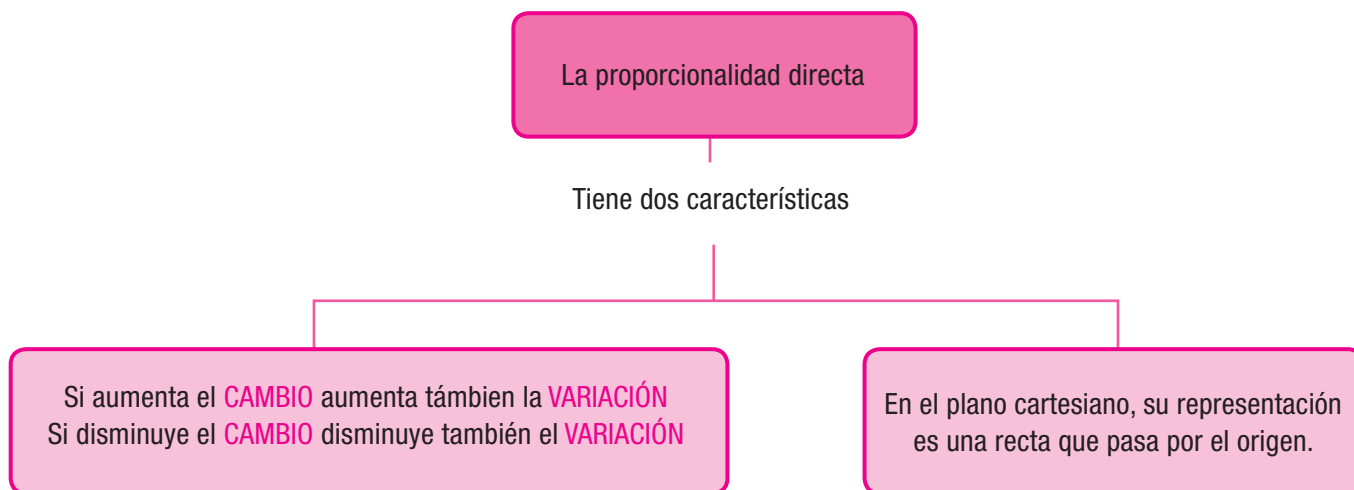 La proporcionalidad directa
Tiene dos características
Si aumenta el CAMBIO aumenta támbien la VARIACIÓN
Si disminuye el CAMBIO disminuye también el VARIACIÓN
En el plano cartesiano, su representación
es una recta que pasa por el origen.